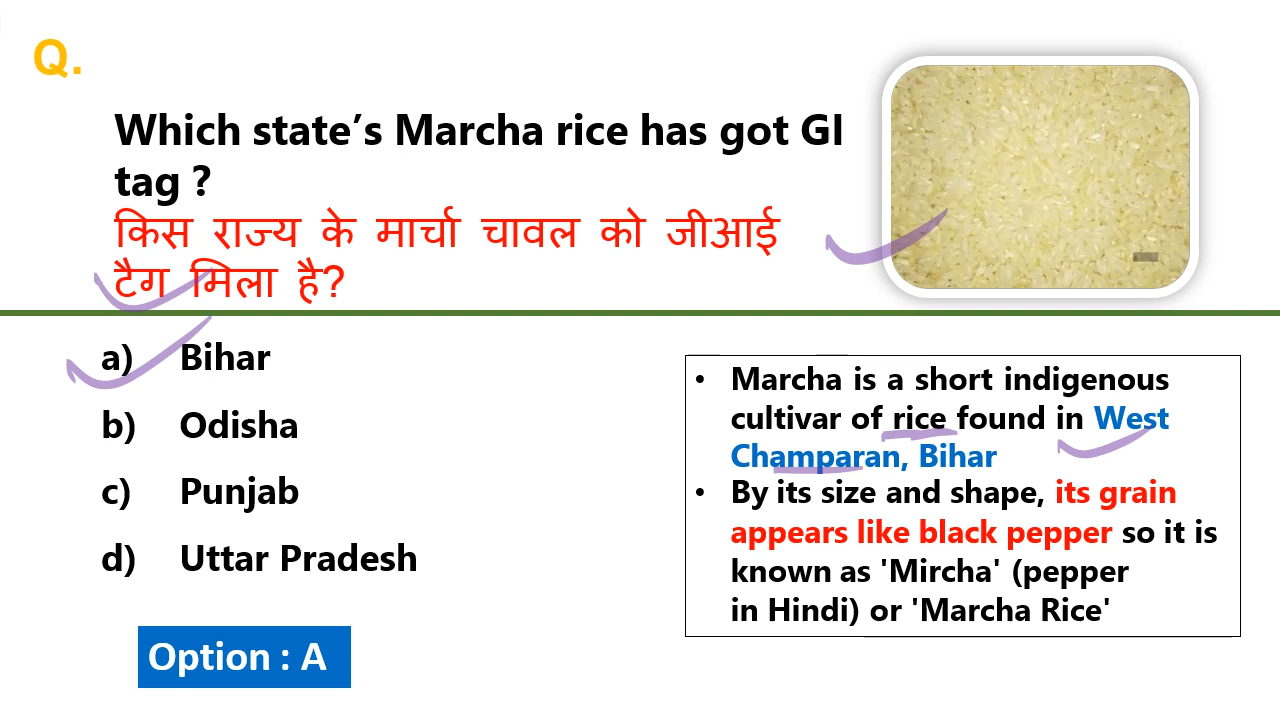 Q.
Which state’s Marcha rice has got GI
tag ?
किस राज्य के मार्चा चावल को जीआई
टैग मिला है?
a) Bihar
b) Odisha
c) Punjab
d) Uttar Pradesh
Option : A
• Marcha is a short indigenous
cultivar of rice found in West
Champaran, Bihar
• By its size and shape, its grain
appears like black pepper so it is
known as 'Mircha' (pepper
in Hindi) or 'Marcha Rice'